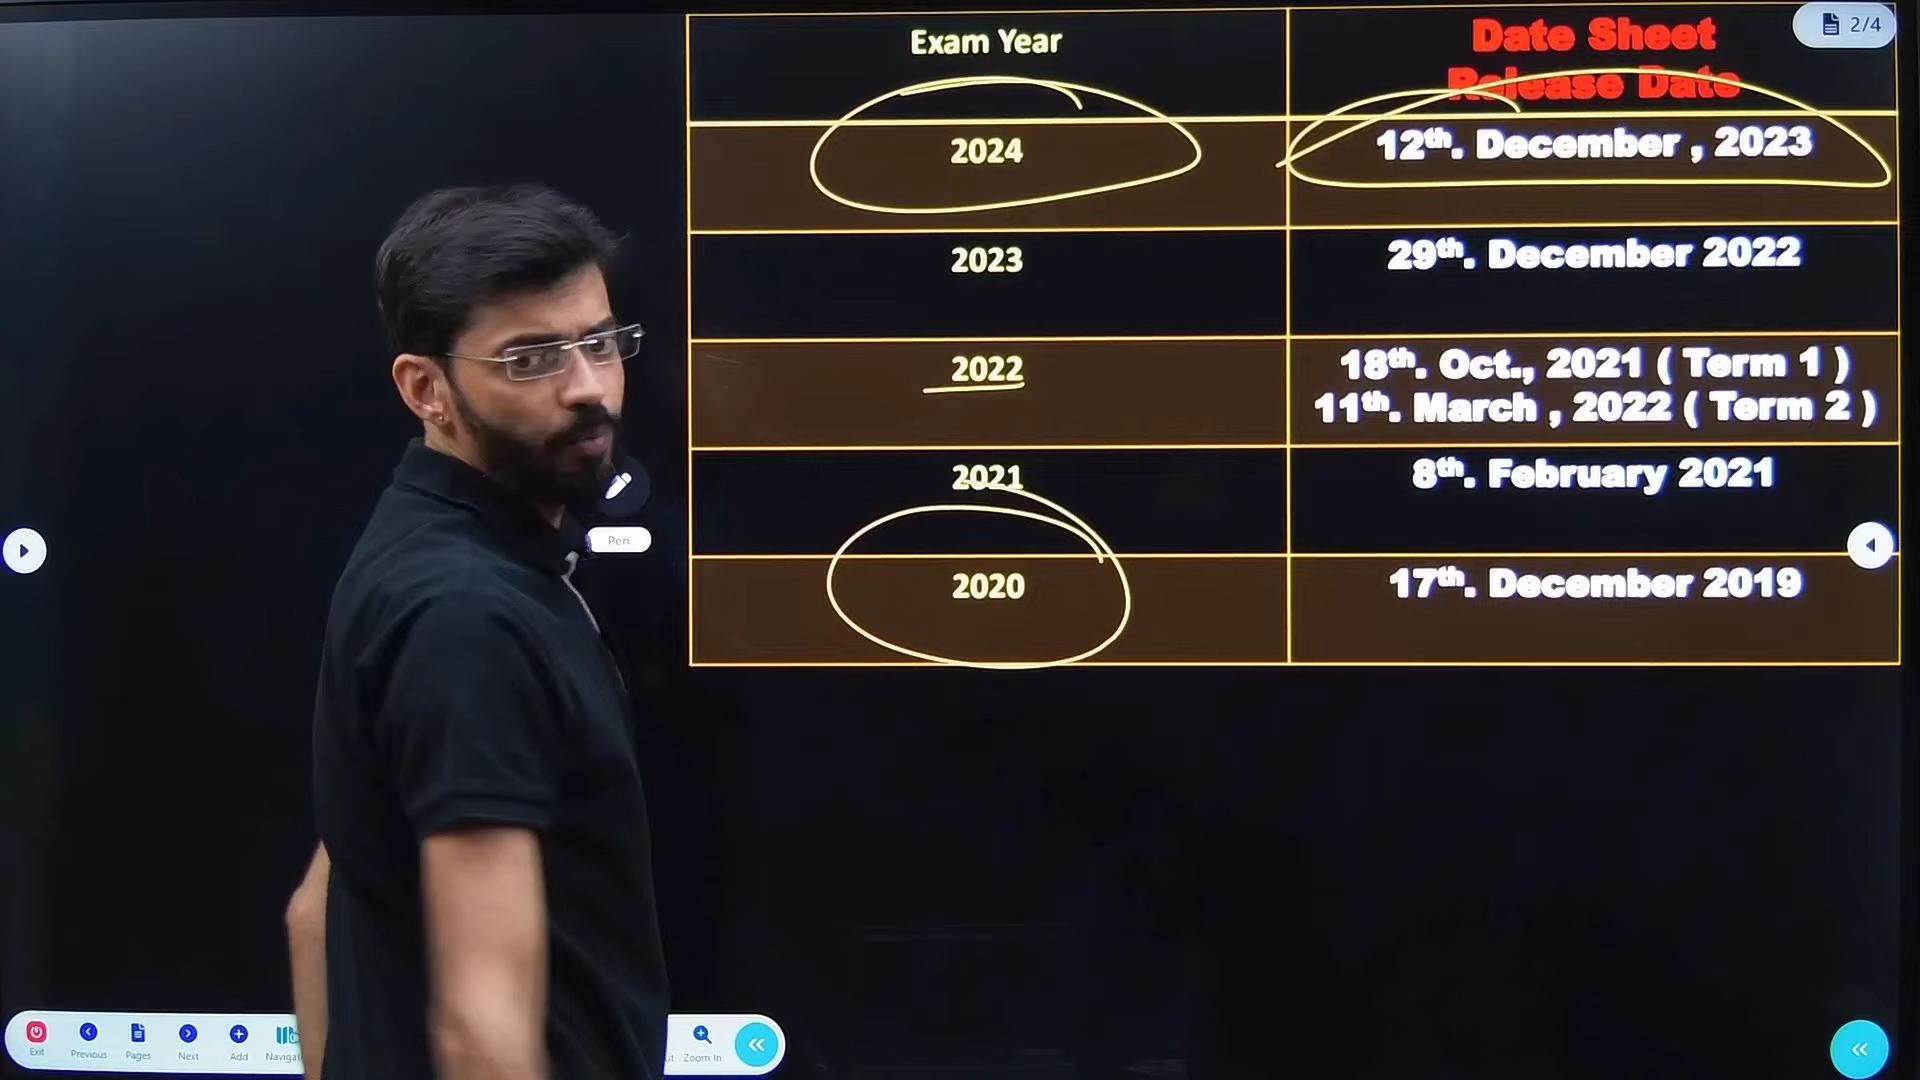 Exam Year
Date Sheet
Release Date
2/4
2024
12th. December , 2023
2023
29th. December 2022
2022
18th. Oct., 2021 ( Term 1 )
11th. March , 2022 ( Term 2 )
2021
8th. February 2021
Pen
2020
17th. December 2019
Exit
Previous
Pages
Next
Add
Zoom In